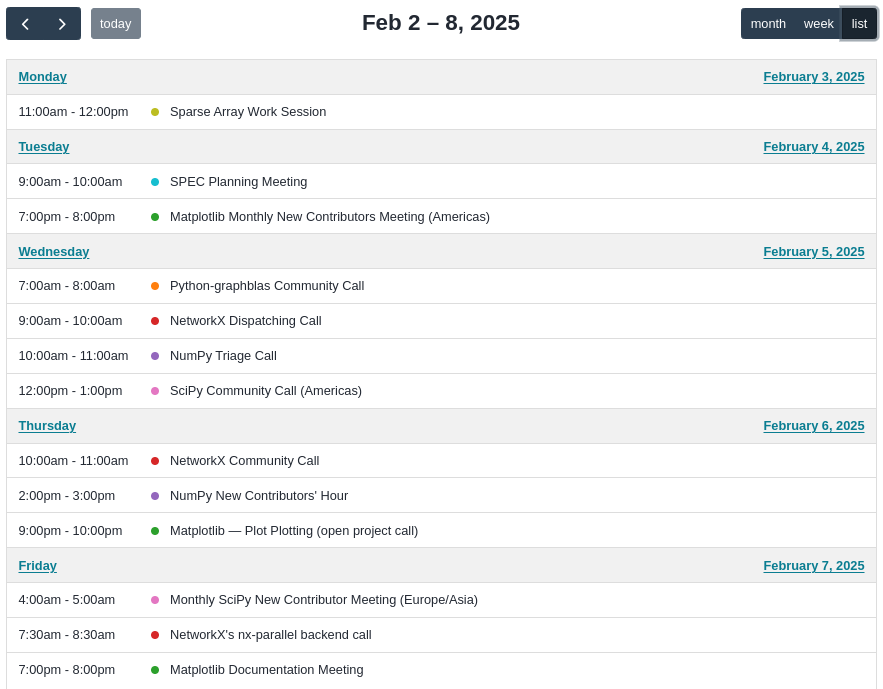 today Feb 2 – 8, 2025 month week list
Monday February 3, 2025
11:00am - 12:00pm Sparse Array Work Session
Tuesday February 4, 2025
9:00am - 10:00am SPEC Planning Meeting
7:00pm - 8:00pm Matplotlib Monthly New Contributors Meeting (Americas)
Wednesday February 5, 2025
7:00am - 8:00am Python-graphblas Community Call
9:00am - 10:00am NetworkX Dispatching Call
10:00am - 11:00am NumPy Triage Call
12:00pm - 1:00pm SciPy Community Call (Americas)
Thursday February 6, 2025
10:00am - 11:00am NetworkX Community Call
2:00pm - 3:00pm NumPy New Contributors' Hour
9:00pm - 10:00pm Matplotlib — Plot Plotting (open project call)
Friday February 7, 2025
4:00am - 5:00am Monthly SciPy New Contributor Meeting (Europe/Asia)
7:30am - 8:30am NetworkX's nx-parallel backend call
7:00pm - 8:00pm Matplotlib Documentation Meeting